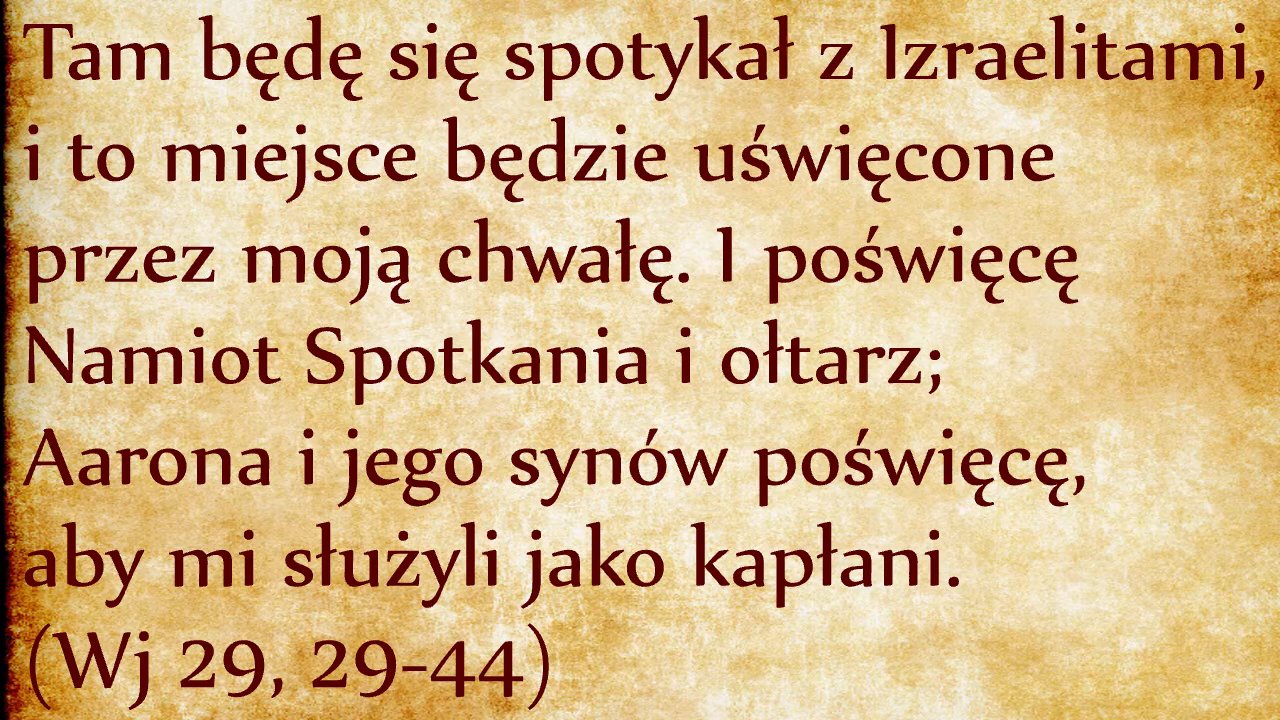 Tam będę się spotykał z Izraelitami,
i to miejsce będzie uświęcone
przez moją chwałę. I poświęcę
Namiot Spotkania i ołtarz;
Aarona i jego synów poświęcę,
aby mi służyli jako kapłani.
(Wj 29, 29-44)